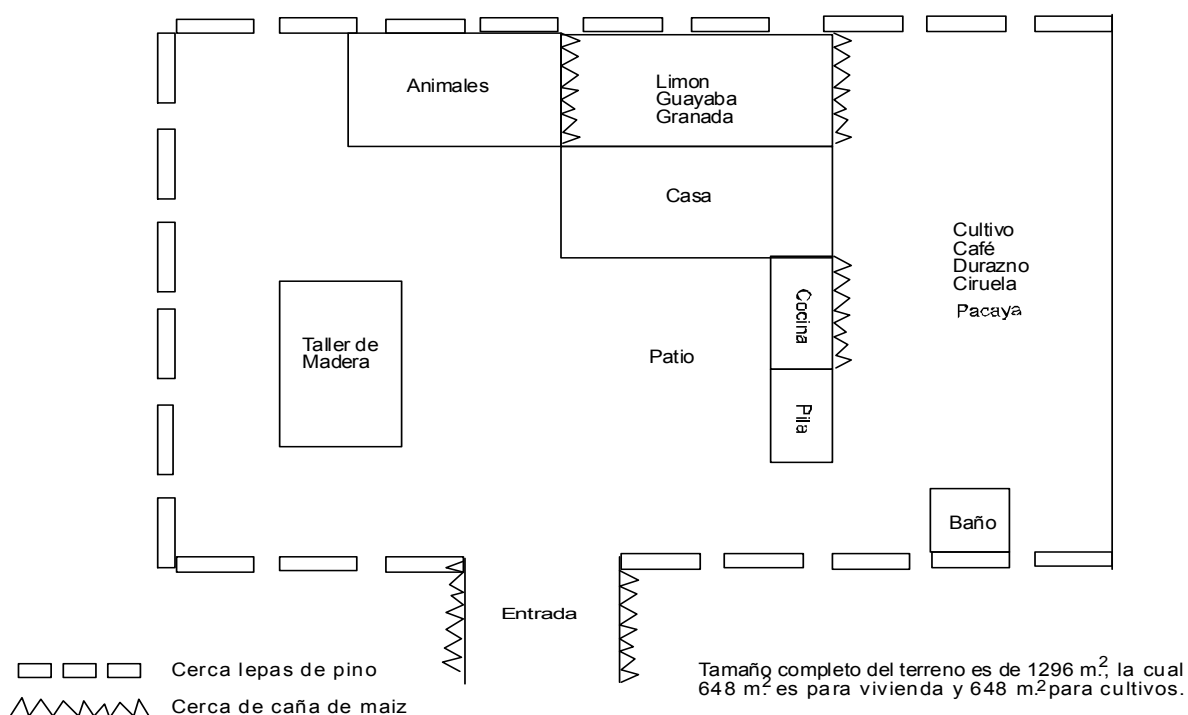 Animales
Limon
Guayaba
Granada
Casa
Cultivo
Café
Durazno
Ciruela
Pacaya
Cocina
Taller de
Madera
Patio
Pila
Baño
Entrada
Cerca lepas de pino
Cerca de caña de maiz
Tamaño completo del terreno es de 1296 m.², la cual
648 m.² es para vivienda y 648 m.² para cultivos.